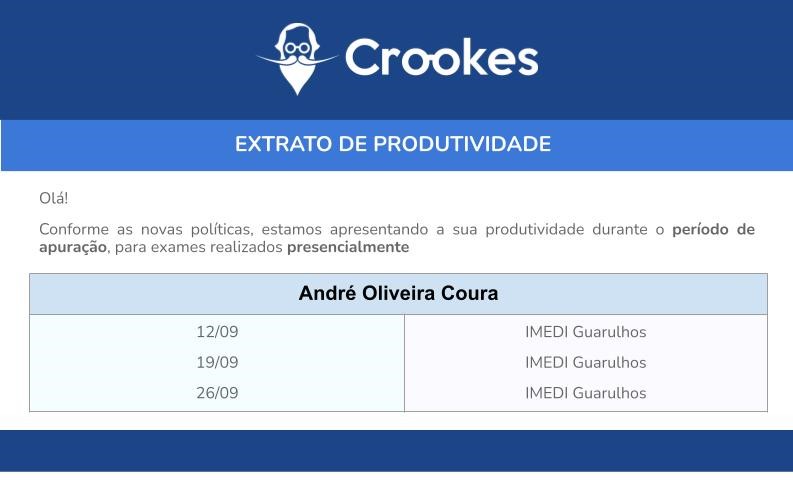 Crookes
EXTRATO DE PRODUTIVIDADE
Olá!
Conforme as novas políticas, estamos apresentando a sua produtividade durante o período de
apuração, para exames realizados presencialmente
André Oliveira Coura
12/09 IMEDI Guarulhos
19/09 IMEDI Guarulhos
26/09 IMEDI Guarulhos